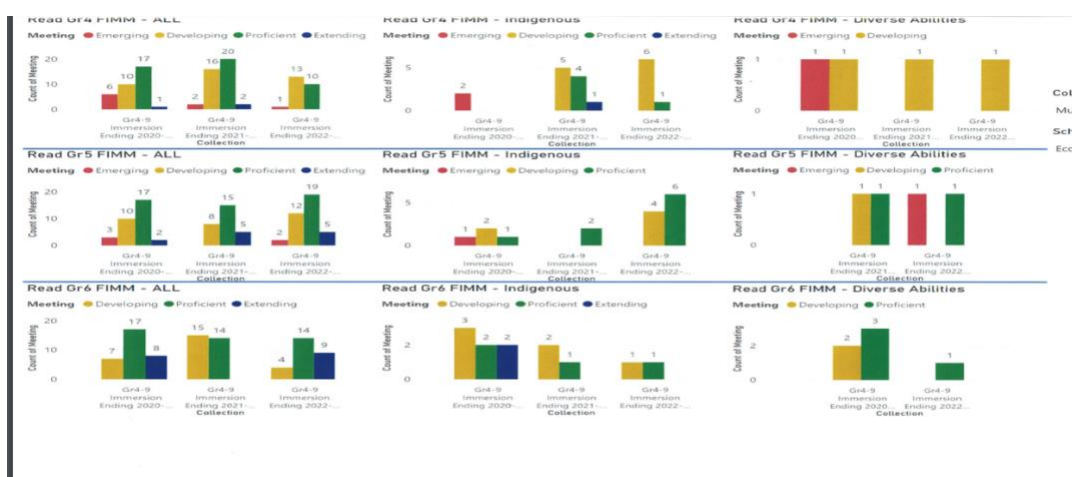 Read Gr4 FIMM - ALL
Meeting Emerging Developing Proficient Extending
Count of Meeting
20
10
0
6
10
17
1
2
16
20
2
1
13
10
Gr4-9 Immersion Ending 2020-...
Gr4-9 Immersion Ending 2021-...
Gr4-9 Immersion Ending 2022-...
Collection
Read Gr4 FIMM - Indigenous
Meeting Emerging Developing Proficient Extending
Count of Meeting
5
0
2
5
4
1
6
1
Gr4-9 Immersion Ending 2020-...
Gr4-9 Immersion Ending 2021-...
Gr4-9 Immersion Ending 2022-...
Collection
Read Gr4 FIMM - Diverse Abilities
Meeting Emerging Developing
Count of Meeting
1
0
1
1
1
1
Gr4-9 Immersion Ending 2020...
Gr4-9 Immersion Ending 2021...
Gr4-9 Immersion Ending 2022...
Collection
Col
Mu
Sch
Ecc
Read Gr5 FIMM - ALL
Meeting Emerging Developing Proficient Extending
Count of Meeting
20
10
0
3
10
17
2
8
15
5
2
12
19
5
Gr4-9 Immersion Ending 2020-...
Gr4-9 Immersion Ending 2021-...
Gr4-9 Immersion Ending 2022-...
Collection
Read Gr5 FIMM - Indigenous
Meeting Emerging Developing Proficient
Count of Meeting
5
0
1
2
1
2
4
6
Gr4-9 Immersion Ending 2020-...
Gr4-9 Immersion Ending 2021-...
Gr4-9 Immersion Ending 2022-...
Collection
Read Gr5 FIMM - Diverse Abilities
Meeting Emerging Developing Proficient
Count of Meeting
1
0
1
1
1
1
Gr4-9 Immersion Ending 2021...
Gr4-9 Immersion Ending 2022...
Collection
Read Gr6 FIMM - ALL
Meeting Developing Proficient Extending
Count of Meeting
20
10
0
7
17
8
15
14
4
14
9
Gr4-9 Immersion Ending 2020-...
Gr4-9 Immersion Ending 2021-...
Gr4-9 Immersion Ending 2022-...
Collection
Read Gr6 FIMM - Indigenous
Meeting Developing Proficient Extending
Count of Meeting
2
0
3
2
2
2
1
1
1
Gr4-9 Immersion Ending 2020-...
Gr4-9 Immersion Ending 2021-...
Gr4-9 Immersion Ending 2022-...
Collection
Read Gr6 FIMM - Diverse Abilities
Meeting Developing Proficient
Count of Meeting
2
0
2
3
1
Gr4-9 Immersion Ending 2020...
Gr4-9 Immersion Ending 2022...
Collection